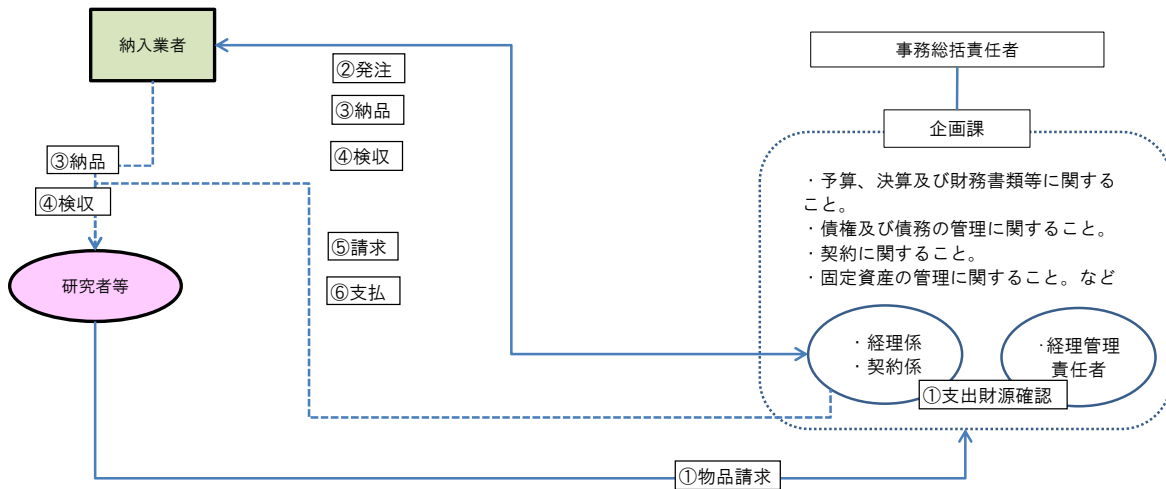 納入業者
②発注
③納品
④検収
⑤請求
⑥支払
③納品
④検収
研究者等
事務総括責任者
企画課
・予算、決算及び財務書類等に関する
こと。
・債権及び債務の管理に関すること。
・契約に関すること。
・固定資産の管理に関すること。など
・経理係
・契約係
・経理管理
責任者
①支出財源確認
①物品請求